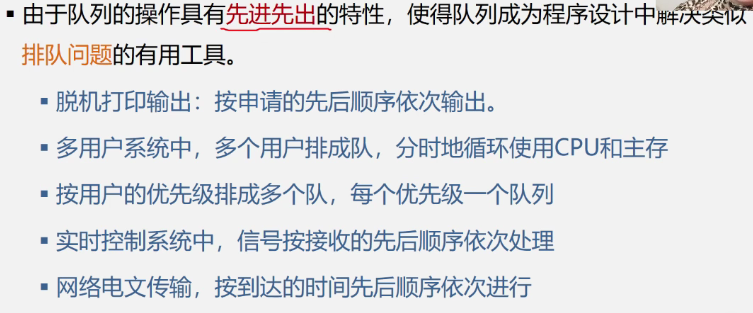 ▪ 由于队列的操作具有先进先出的特性，使得队列成为程序设计中解决类似
排队问题的有用工具。
▪ 脱机打印输出：按申请的先后顺序依次输出。
▪ 多用户系统中，多个用户排成队，分时地循环使用CPU和主存
▪ 按用户的优先级排成多个队，每个优先级一个队列
▪ 实时控制系统中，信号按接收的先后顺序依次处理
▪ 网络电文传输，按到达的时间先后顺序依次进行